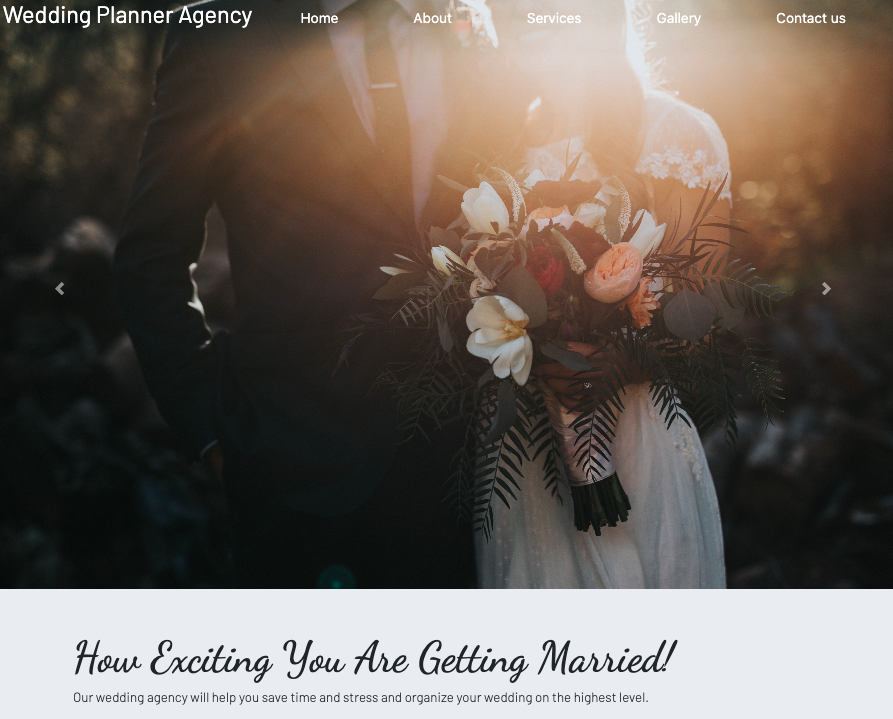 Wedding Planner Agency
Home About Services Gallery Contact us
How Exciting You Are Getting Married!
Our wedding agency will help you save time and stress and organize your wedding on the highest level.